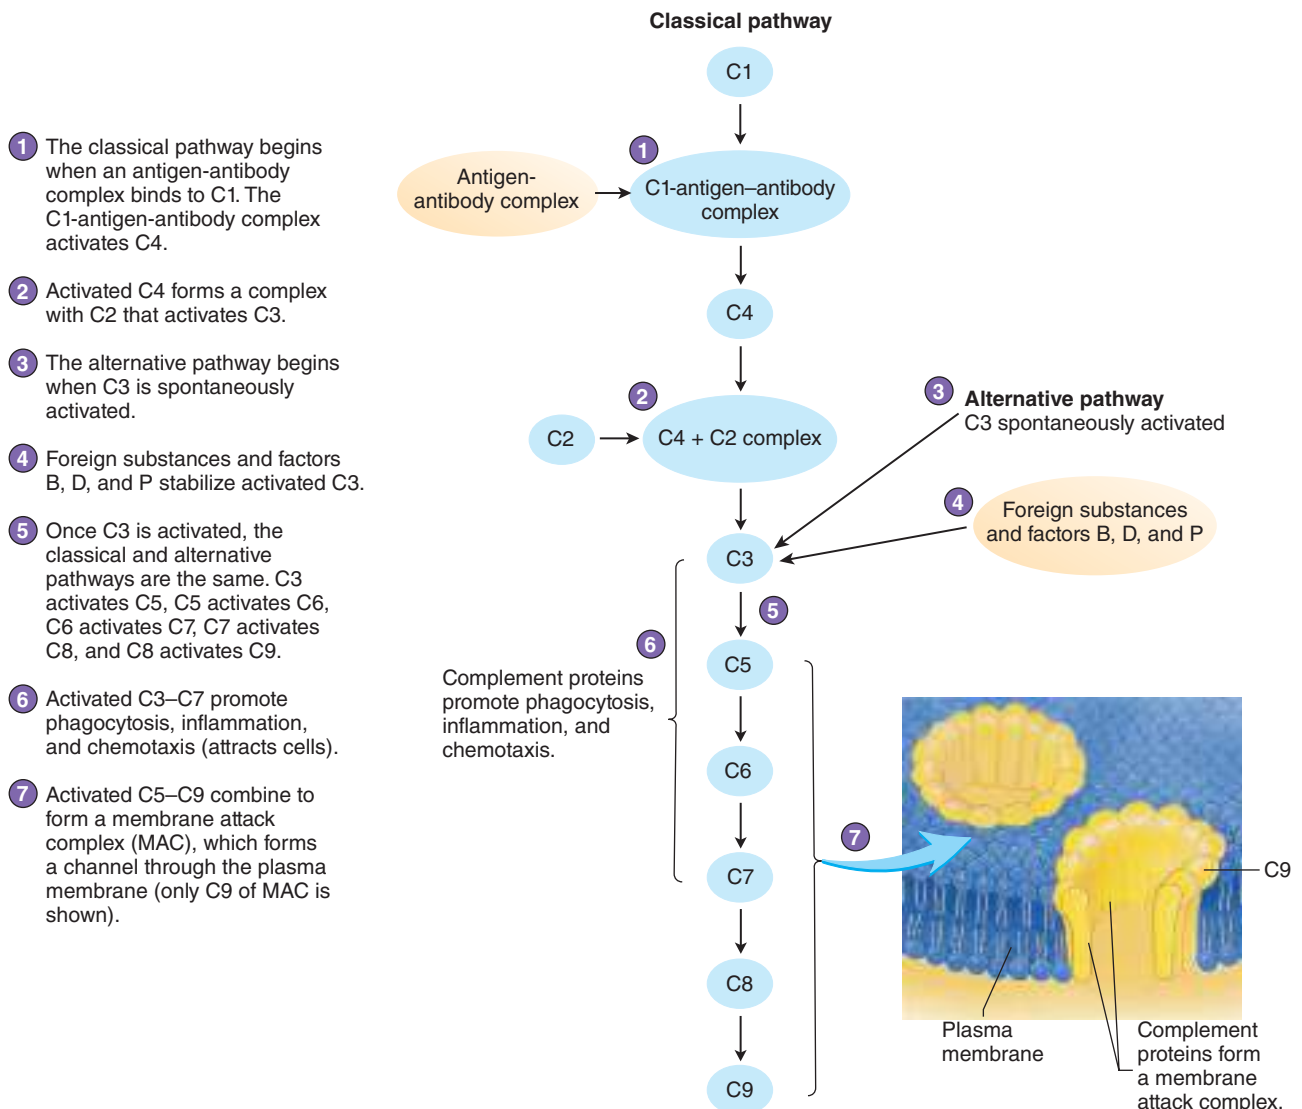 Classical pathway
C1
1 The classical pathway begins
when an antigen-antibody
complex binds to C1. The
C1-antigen-antibody complex
activates C4.
2 Activated C4 forms a complex
with C2 that activates C3.
3 The alternative pathway begins
when C3 is spontaneously
activated.
4 Foreign substances and factors
B, D, and P stabilize activated C3.
5 Once C3 is activated, the
classical and alternative
pathways are the same. C3
activates C5, C5 activates C6,
C6 activates C7, C7 activates
C8, and C8 activates C9.
6 Activated C3–C7 promote
phagocytosis, inflammation,
and chemotaxis (attracts cells).
7 Activated C5–C9 combine to
form a membrane attack
complex (MAC), which forms
a channel through the plasma
membrane (only C9 of MAC is
shown).
1
Antigen-
antibody complex
C1-antigen–antibody
complex
C4
2
C2
C4 + C2 complex
3 Alternative pathway
C3 spontaneously activated
4
Foreign substances
and factors B, D, and P
C3
5
6
Complement proteins
promote phagocytosis,
inflammation, and
chemotaxis.
C5
C6
7
C7
C8
C9
C9
Plasma
membrane
Complement
proteins form
a membrane
attack complex.